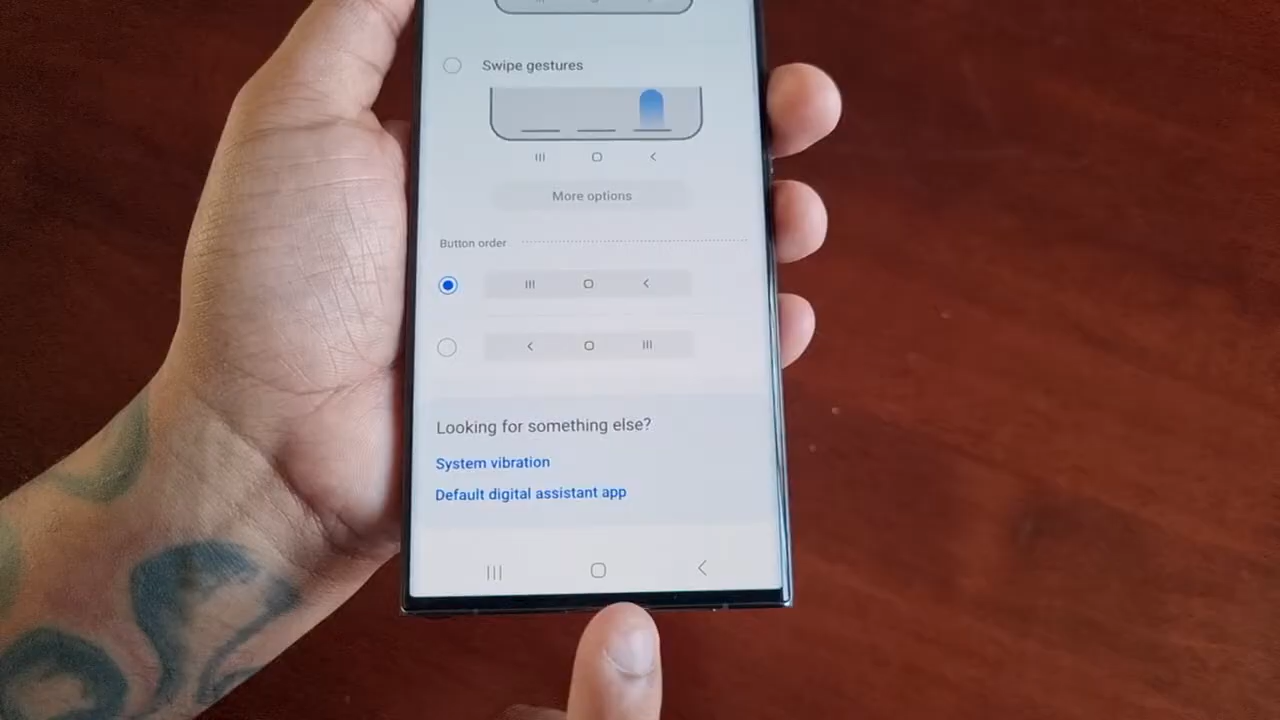 Swipe gestures
More options
Button order
Looking for something else?
System vibration
Default digital assistant app